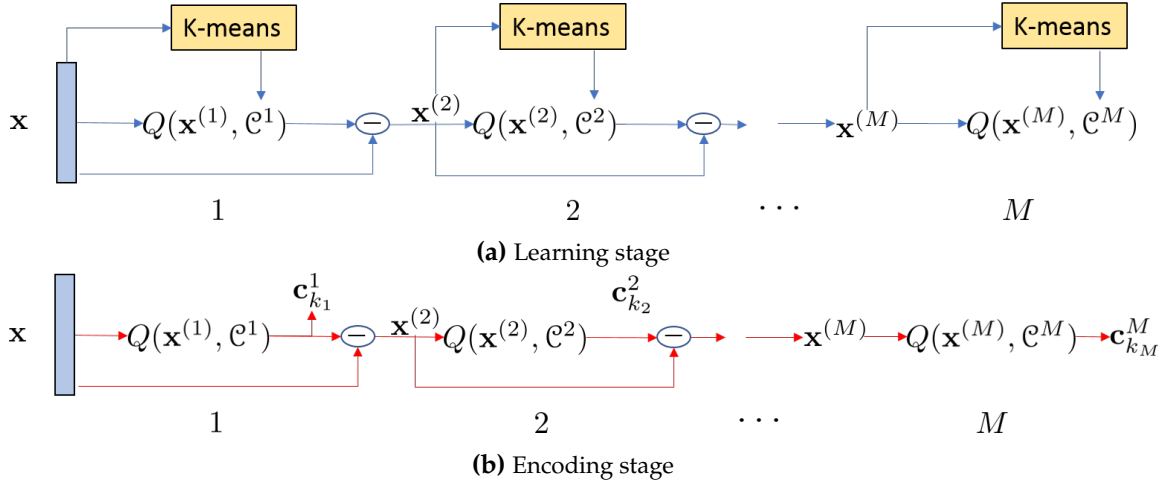 K-means K-means K-means
x Q(x^{(1)}, C^1) − x^{(2)} Q(x^{(2)}, C^2) − x^{(M)} Q(x^{(M)}, C^M)
1 2 ... M
(a) Learning stage
c^1_{k_1} c^2_{k_2}
x Q(x^{(1)}, C^1) − x^{(2)} Q(x^{(2)}, C^2) − x^{(M)} Q(x^{(M)}, C^M) c^M_{k_M}
1 2 ... M
(b) Encoding stage